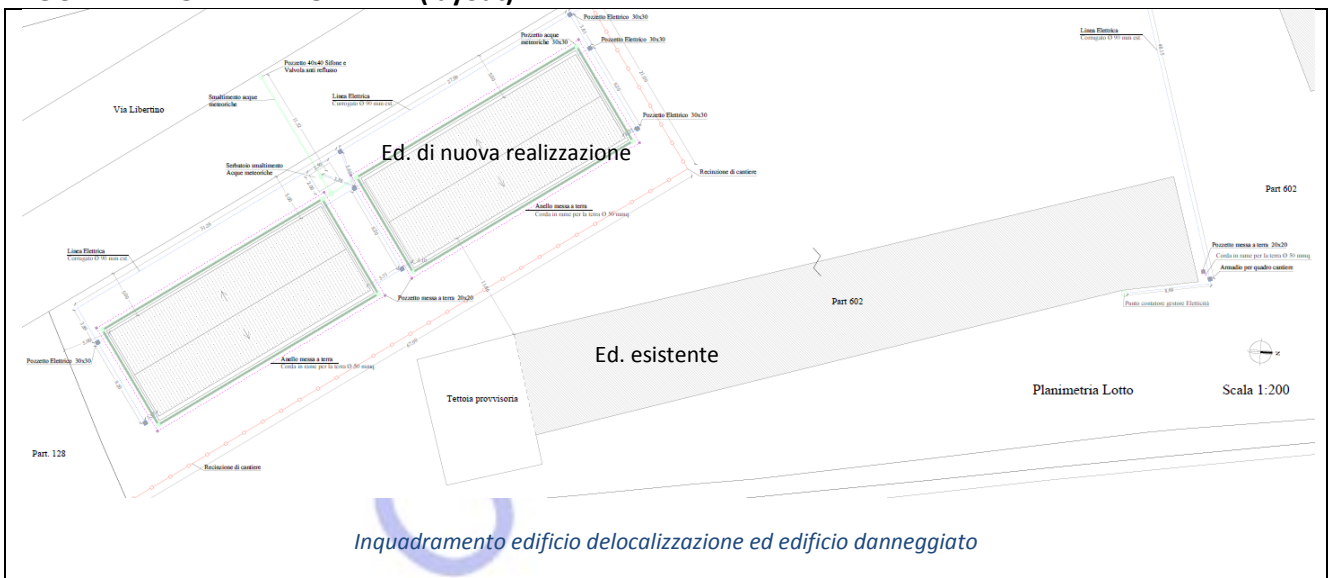 (layout)
Pozzetto Elettrico 30x30
Pozzetto acque
meteoriche 30x30
Pozzetto Elettrico 30x30
Linea Elettrica
Corrugato Ø 90 mm est.
Pozzetto 40x40 Sifone e
Valvola anti reflusso
Smaltimento acque
meteoriche
Linea Elettrica
Corrugato Ø 90 mm est.
Via Libertino
Pozzetto Elettrico 30x30
Ed. di nuova realizzazione
Serbatoio smaltimento
Acque meteoriche
Recinzione di cantiere
Part 602
Anello messa a terra
Corda in rame per la terra Ø 50 mmq
Linea Elettrica
Corrugato Ø 90 mm est.
Pozzetto messa a terra 20x20
Corda in rame per la terra Ø 50 mmq
Armadio per quadro cantiere
Pozzetto messa a terra 20x20
Part 602
Punto contatore gestore Elettricità
Pozzetto Elettrico 30x30
Anello messa a terra
Corda in rame per la terra Ø 50 mmq
Ed. esistente
N
Tettoia provvisoria
Planimetria Lotto
Scala 1:200
Part. 128
Recinzione di cantiere
Inquadramento edificio delocalizzazione ed edificio danneggiato